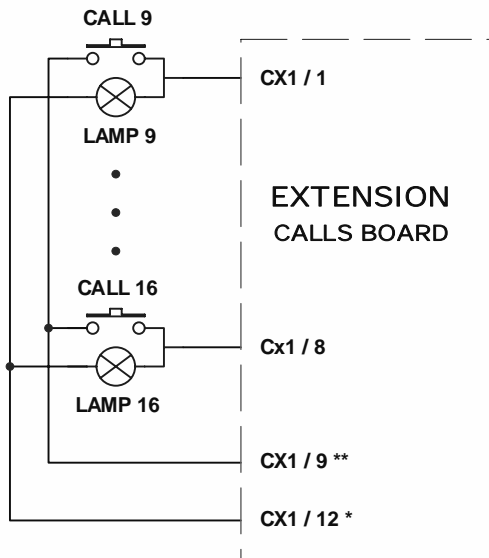 CALL 9
CX1 / 1
LAMP 9
EXTENSION
CALLS BOARD
CALL 16
Cx1 / 8
LAMP 16
CX1 / 9 **
CX1 / 12 *